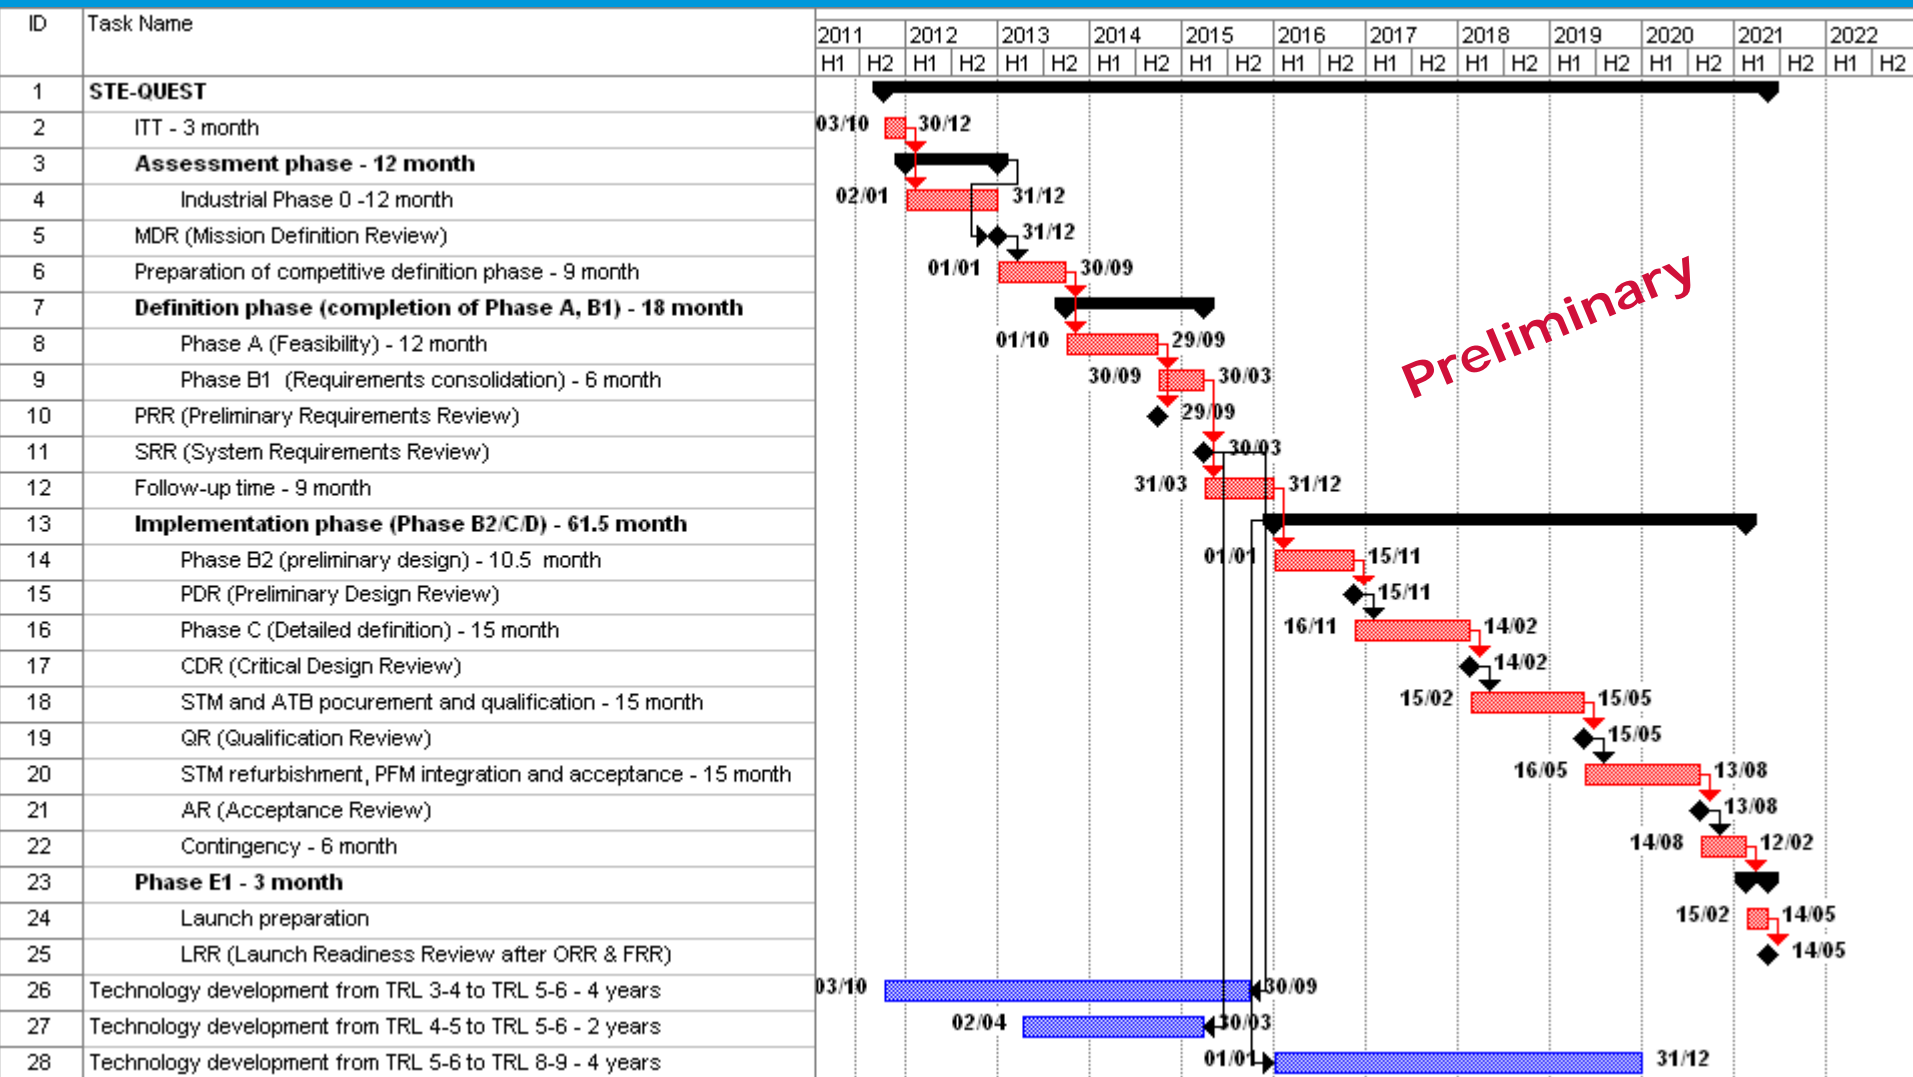 ID Task Name
2011 2012 2013 2014 2015 2016 2017 2018 2019 2020 2021 2022
H1 H2 H1 H2 H1 H2 H1 H2 H1 H2 H1 H2 H1 H2 H1 H2 H1 H2 H1 H2 H1 H2 H1 H2
1 STE-QUEST
2 ITT - 3 month 03/10 30/12
3 Assessment phase - 12 month
4 Industrial Phase 0 -12 month 02/01 31/12
5 MDR (Mission Definition Review) 31/12
6 Preparation of competitive definition phase - 9 month 01/01 30/09
7 Definition phase (completion of Phase A, B1) - 18 month
8 Phase A (Feasibility) - 12 month 01/10 29/09
9 Phase B1 (Requirements consolidation) - 6 month 30/09 30/03
10 PRR (Preliminary Requirements Review) 29/09
11 SRR (System Requirements Review) 30/03
12 Follow-up time - 9 month 31/03 31/12
13 Implementation phase (Phase B2/C/D) - 61.5 month
14 Phase B2 (preliminary design) - 10.5 month 01/01 15/11
15 PDR (Preliminary Design Review) 15/11
16 Phase C (Detailed definition) - 15 month 16/11 14/02
17 CDR (Critical Design Review) 14/02
18 STM and ATB pocurement and qualification - 15 month 15/02 15/05
19 QR (Qualification Review) 15/05
20 STM refurbishment, PFM integration and acceptance - 15 month 16/05 13/08
21 AR (Acceptance Review) 13/08
22 Contingency - 6 month 14/08 12/02
23 Phase E1 - 3 month
24 Launch preparation 15/02 14/05
25 LRR (Launch Readiness Review after ORR & FRR) 14/05
26 Technology development from TRL 3-4 to TRL 5-6 - 4 years 03/10 30/09
27 Technology development from TRL 4-5 to TRL 5-6 - 2 years 02/04 30/03
28 Technology development from TRL 5-6 to TRL 8-9 - 4 years 01/01 31/12
Preliminary